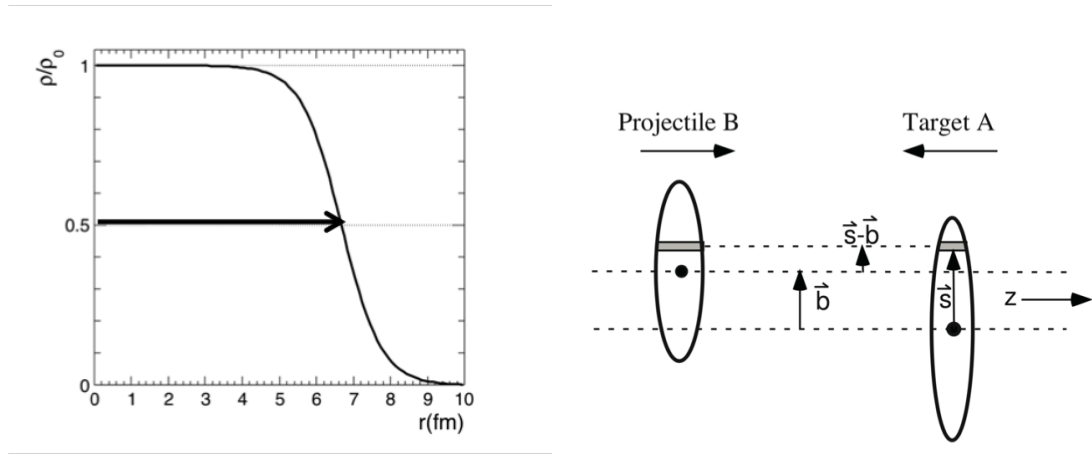 ρ/ρ₀
1
0.5
0
0 1 2 3 4 5 6 7 8 9 10
r(fm)
Projectile B
Target A
s⃗-b⃗
b⃗
s⃗
z